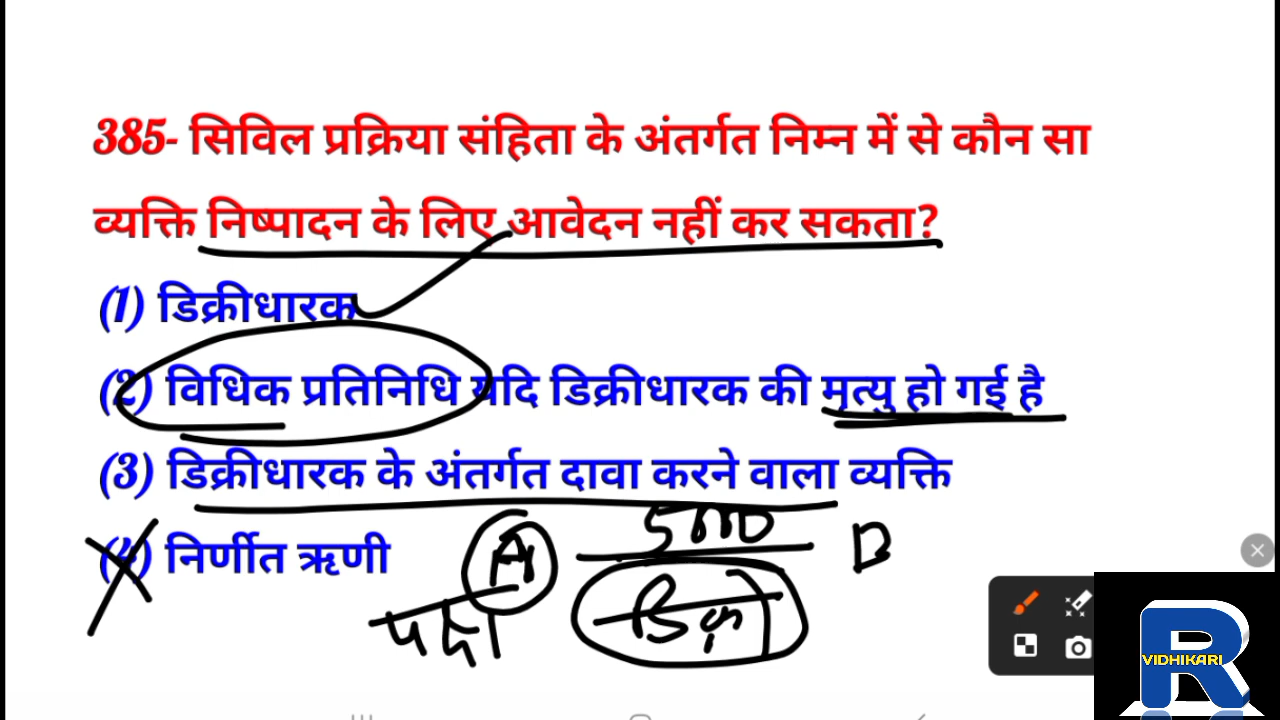 385- सिविल प्रक्रिया संहिता के अंतर्गत निम्न में से कौन सा
व्यक्ति निष्पादन के लिए आवेदन नहीं कर सकता?
(1) डिक्रीधारक
(2) विधिक प्रतिनिधि यदि डिक्रीधारक की मृत्यु हो गई है
(3) डिक्रीधारक के अंतर्गत दावा करने वाला व्यक्ति
(4) निर्णीत ऋणी
A
B
R
VIDHIKARI